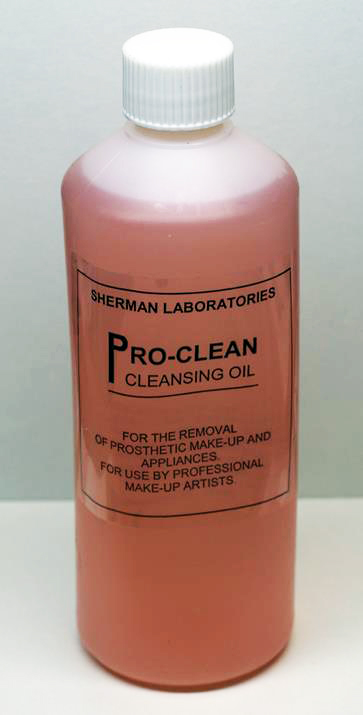 SHERMAN LABORATORIES
PRO-CLEAN
CLEANSING OIL
FOR THE REMOVAL
OF PROSTHETIC MAKE-UP AND
APPLIANCES.
FOR USE BY PROFESSIONAL
MAKE-UP ARTISTS.